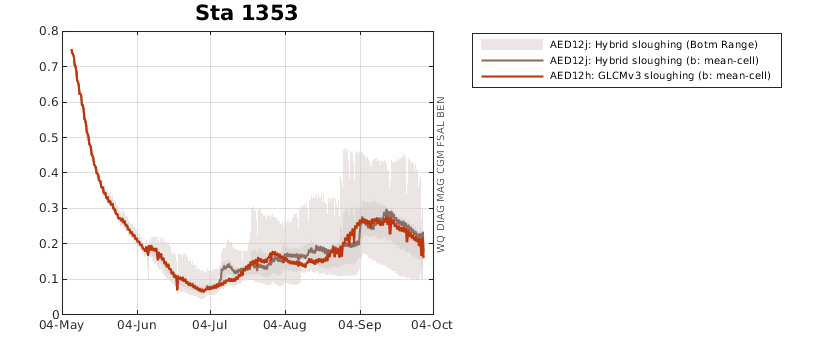 Sta 1353
0.8
0.7
0.6
0.5
0.4
0.3
0.2
0.1
0
04-May
04-Jun
04-Jul
04-Aug
04-Sep
04-Oct
WQ DIAG MAG CGM FSAL BEN
AED12j: Hybrid sloughing (Botm Range)
AED12j: Hybrid sloughing (b: mean-cell)
AED12h: GLCMv3 sloughing (b: mean-cell)